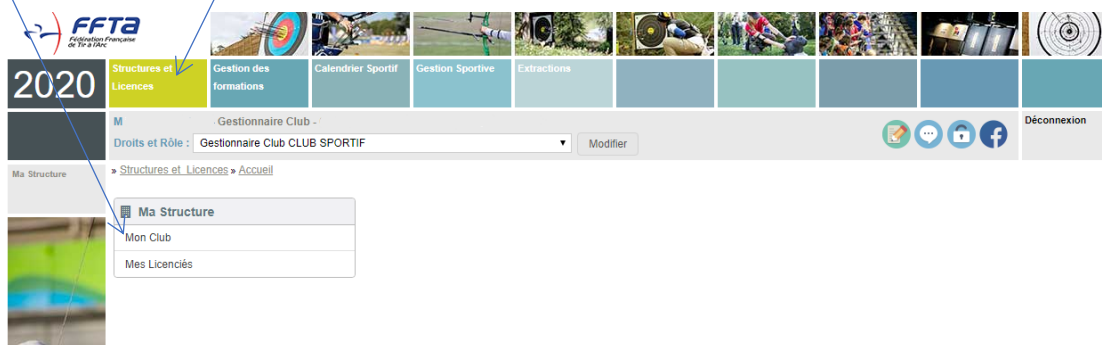 FFTa
Fédération Française
de Tir à l'Arc
2020
Structures et
Licences
Gestion des
formations
Calendrier Sportif
Gestion Sportive
Extractions
M - Gestionnaire Club -
Déconnexion
Droits et Rôle : Gestionnaire Club CLUB SPORTIF Modifier
Ma Structure
» Structures et Licences » Accueil
Ma Structure
Mon Club
Mes Licenciés